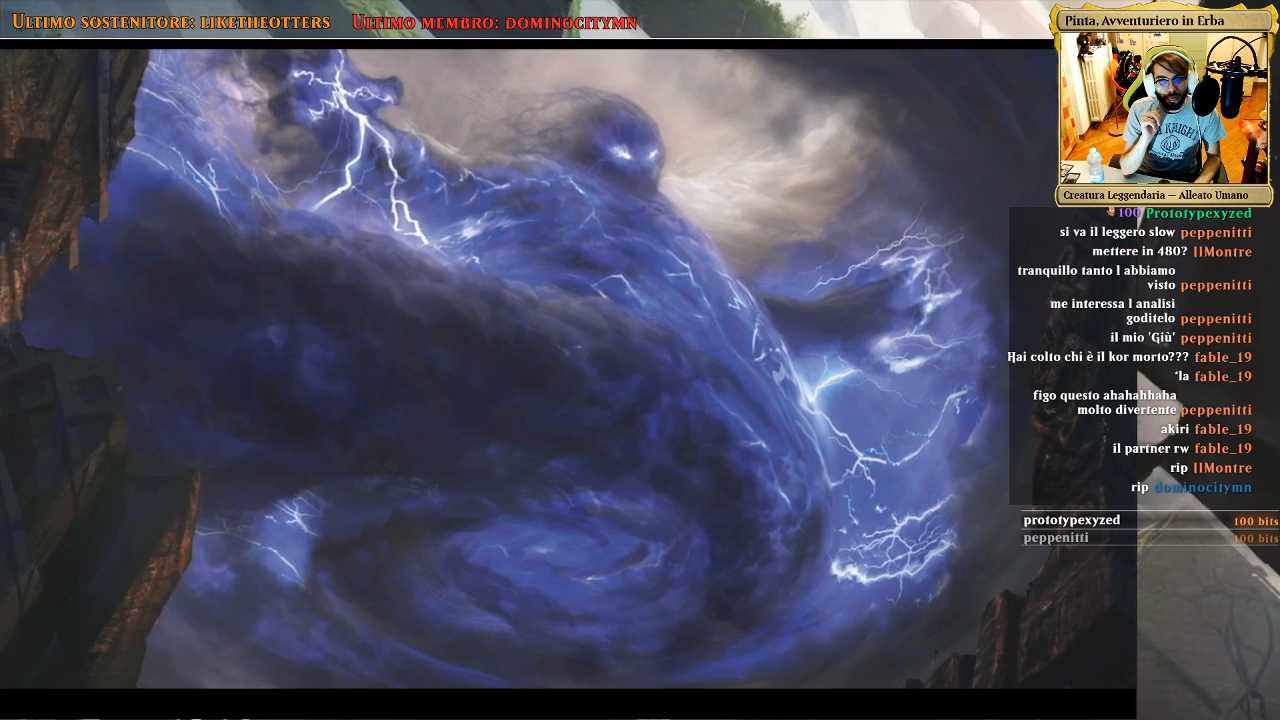 Ultimo sostenitore: liketheotters Ultimo membro: dominocitymn
Pinta, Avventuriero in Erba
KNIGH
Creatura Leggendaria — Alleato Umano
100 Prototypexyzed
si va il leggero slow peppenitti
mettere in 480? IlMontre
tranquillo tanto l abbiamo
visto peppenitti
me interessa l analisi
goditelo peppenitti
il mio 'Giù' peppenitti
Hai colto chi è il kor morto??? fable_19
*la fable_19
figo questo ahahahhaha
molto divertente peppenitti
akiri fable_19
il partner rw fable_19
rip IlMontre
rip dominocitymn
prototypexyzed 100 bits
peppenitti 100 bits